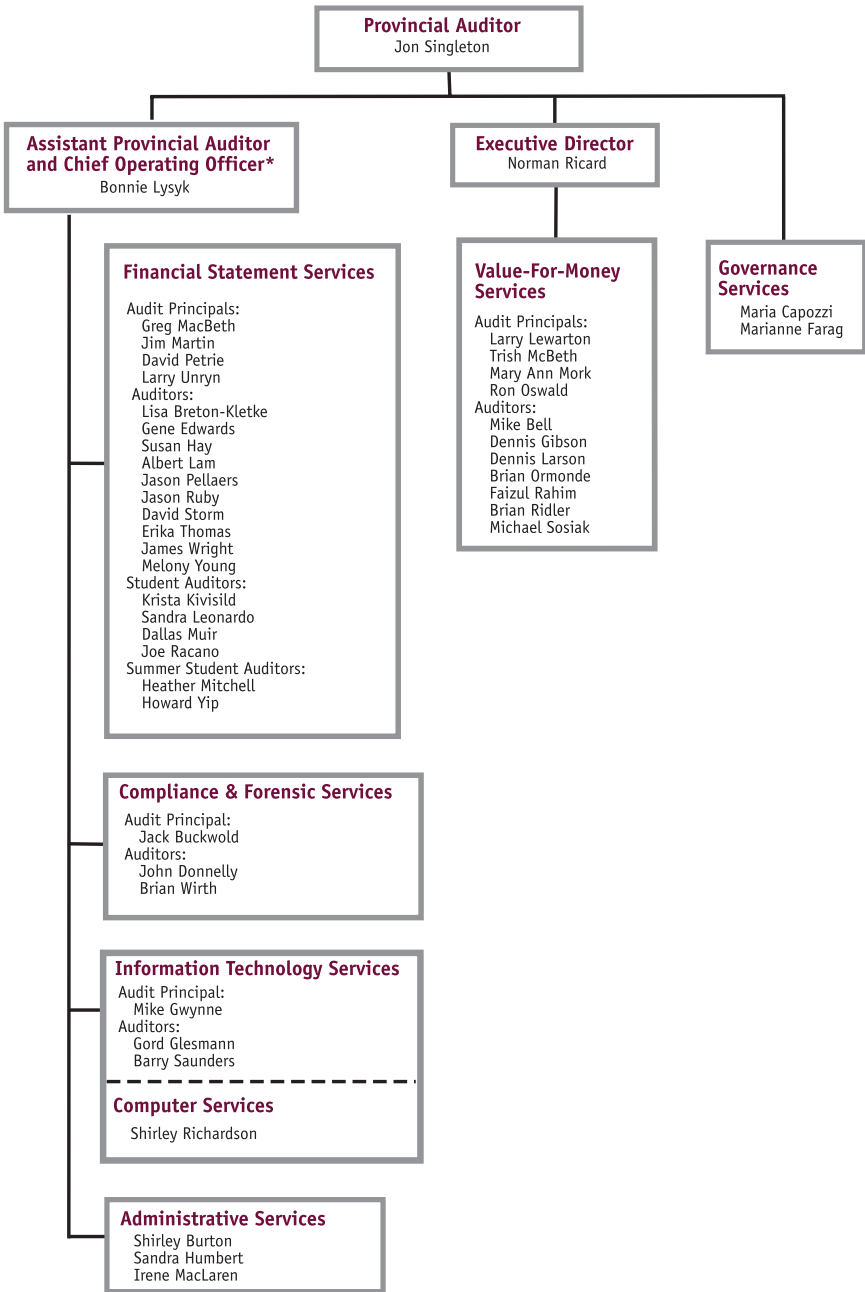 Provincial Auditor
Jon Singleton
Assistant Provincial Auditor
and Chief Operating Officer*
Bonnie Lysyk
Executive Director
Norman Ricard
Financial Statement Services
Audit Principals:
Greg MacBeth
Jim Martin
David Petrie
Larry Unryn
Auditors:
Lisa Breton-Kletke
Gene Edwards
Susan Hay
Albert Lam
Jason Pellaers
Jason Ruby
David Storm
Erika Thomas
James Wright
Melony Young
Student Auditors:
Krista Kivisild
Sandra Leonardo
Dallas Muir
Joe Racano
Summer Student Auditors:
Heather Mitchell
Howard Yip
Value-For-Money
Services
Audit Principals:
Larry Lewarton
Trish McBeth
Mary Ann Mork
Ron Oswald
Auditors:
Mike Bell
Dennis Gibson
Dennis Larson
Brian Ormonde
Faizul Rahim
Brian Ridler
Michael Sosiak
Governance
Services
Maria Capozzi
Marianne Farag
Compliance & Forensic Services
Audit Principal:
Jack Buckwold
Auditors:
John Donnelly
Brian Wirth
Information Technology Services
Audit Principal:
Mike Gwynne
Auditors:
Gord Glesmann
Barry Saunders
Computer Services
Shirley Richardson
Administrative Services
Shirley Burton
Sandra Humbert
Irene MacLaren